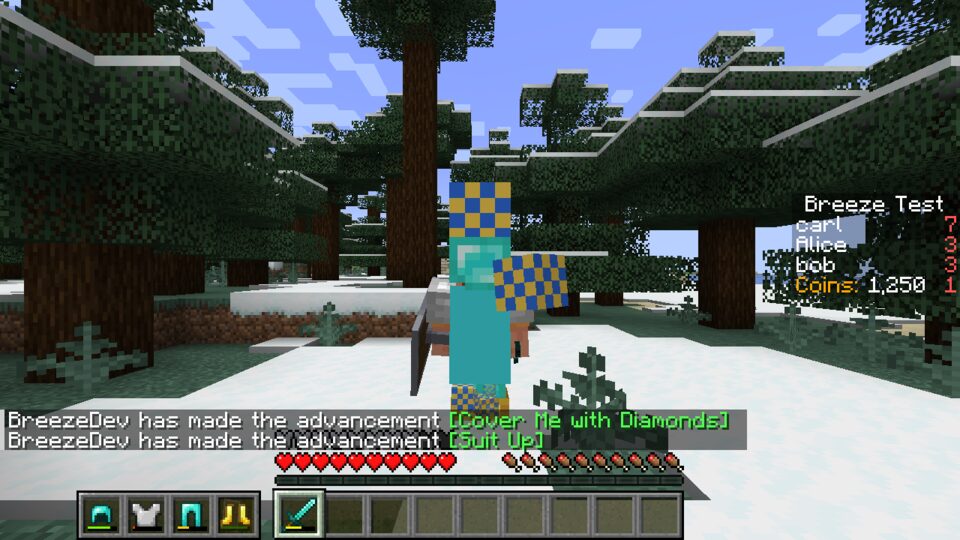 Breeze Test
carl 7
Alice 3
bob 3
Coins: 1,250 1
BreezeDev has made the advancement [Cover Me with Diamonds]
BreezeDev has made the advancement [Suit Up]